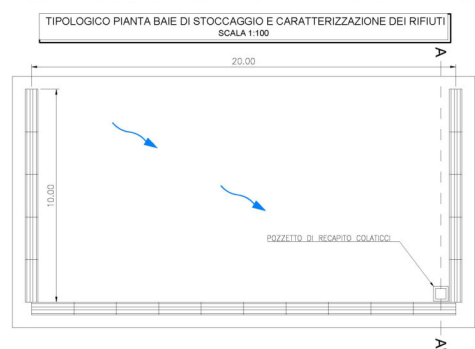 TIPOLOGICO PIANTA BAIE DI STOCCAGGIO E CARATTERIZZAZIONE DEI RIFIUTI
SCALA 1:100
A
20.00
10.00
POZZETTO DI RECAPITO COLATICCI
A'